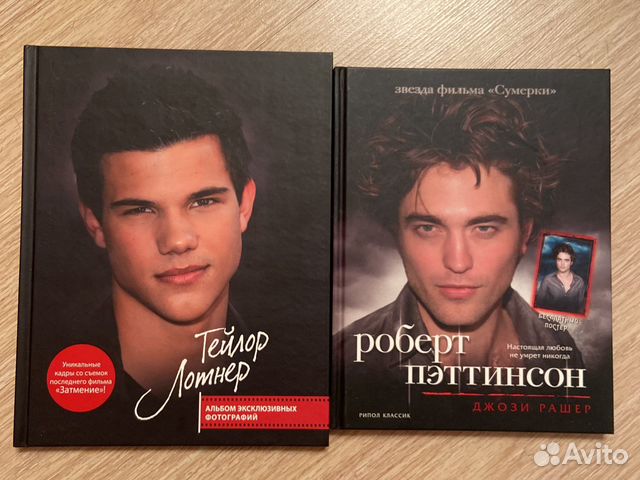 Тейлор
Лотнер
Уникальные
кадры со съемок
последнего фильма
«Затмение»!
АЛЬБОМ ЭКСКЛЮЗИВНЫХ
ФОТОГРАФИЙ
звезда фильма «Сумерки»
БЕСПЛАТНЫЙ
ПОСТЕР
роберт
пэттинсон
Настоящая любовь
не умрет никогда
ДЖОЗИ РАШЕР
РИПОЛ КЛАССИК
Avito